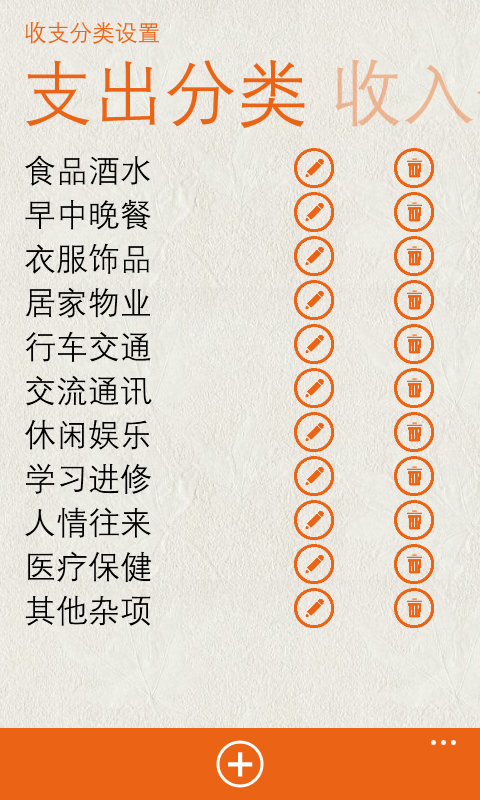 收支分类设置
支出分类 收入
食品酒水
早中晚餐
衣服饰品
居家物业
行车交通
交流通讯
休闲娱乐
学习进修
人情往来
医疗保健
其他杂项